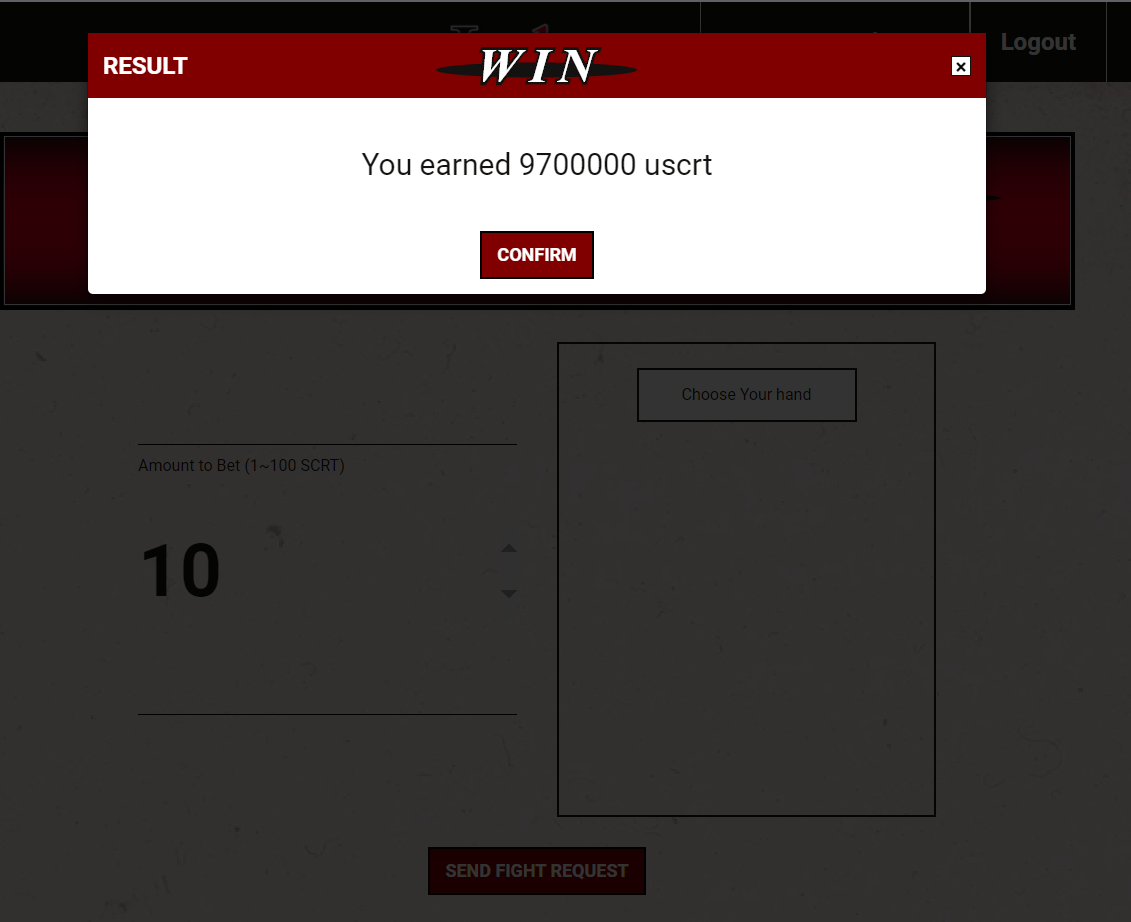 Logout
RESULT
WIN
You earned 9700000 uscrt
CONFIRM
Choose Your hand
Amount to Bet (1~100 SCRT)
10
SEND FIGHT REQUEST